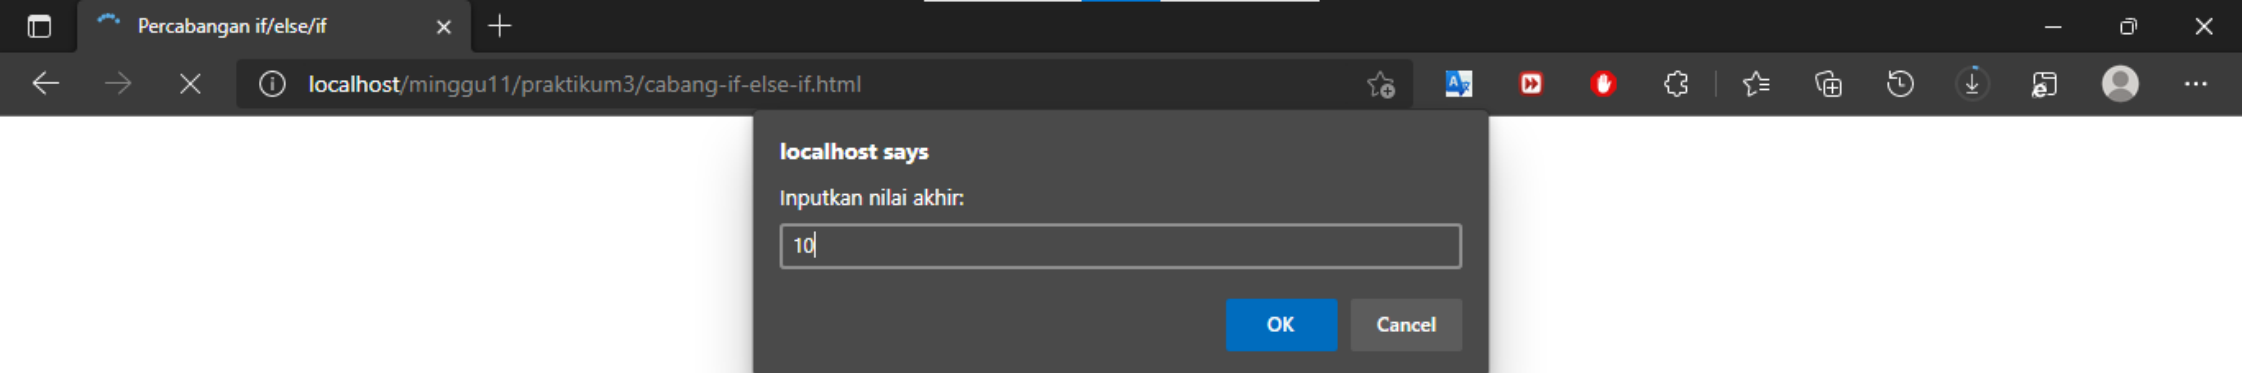 Percabangan if/else/if
localhost/minggu11/praktikum3/cabang-if-else-if.html
localhost says
Inputkan nilai akhir:
10
OK Cancel